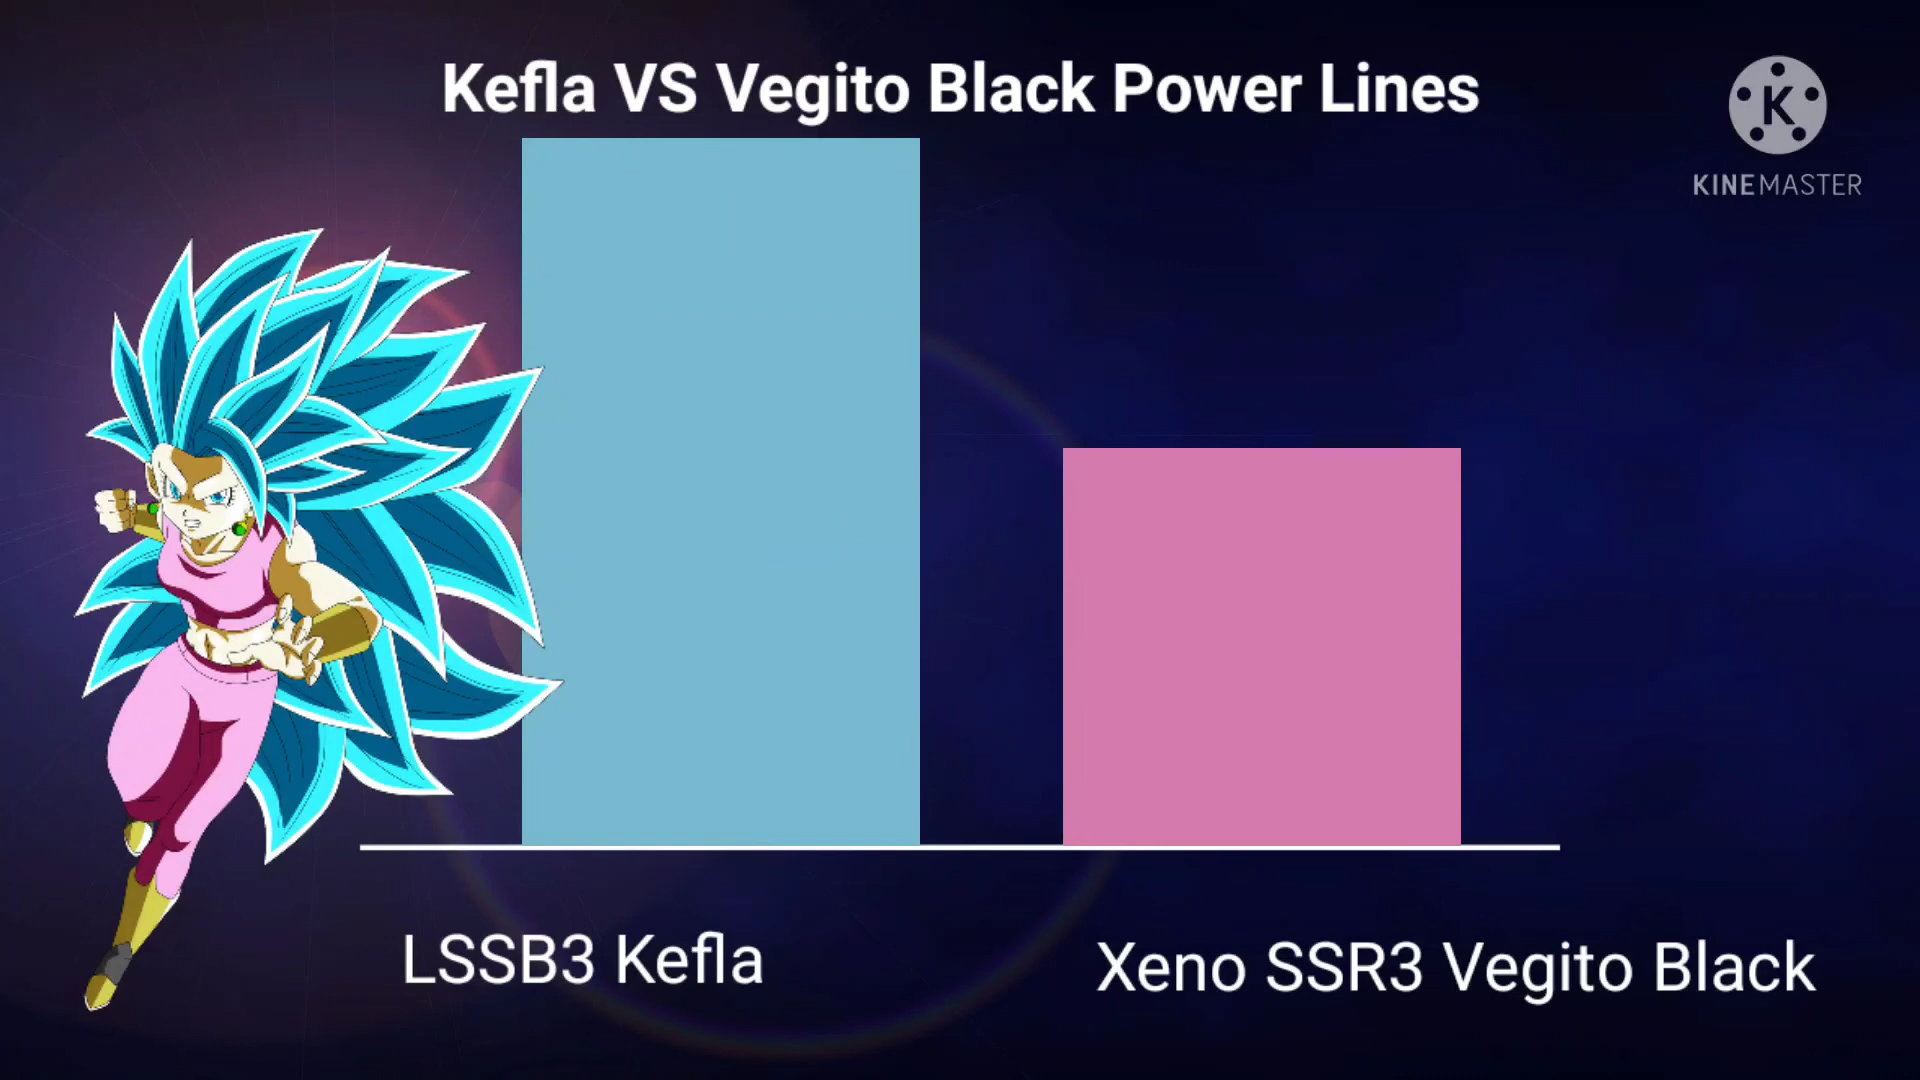 Kefla VS Vegito Black Power Lines
K
KINEMASTER
LSSB3 Kefla
Xeno SSR3 Vegito Black